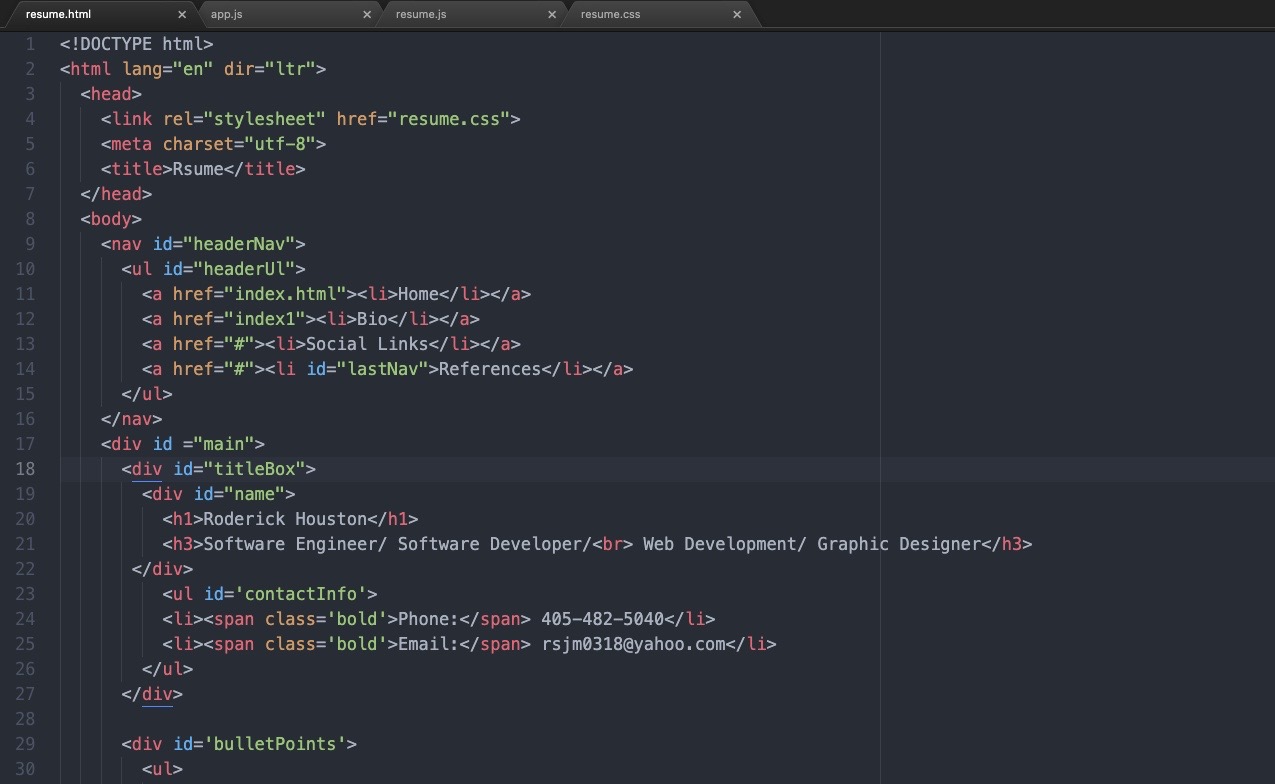 resume.html × app.js × resume.js × resume.css ×
1 <!DOCTYPE html>
2 <html lang="en" dir="ltr">
3 <head>
4 <link rel="stylesheet" href="resume.css">
5 <meta charset="utf-8">
6 <title>Rsume</title>
7 </head>
8 <body>
9 <nav id="headerNav">
10 <ul id="headerUl">
11 <a href="index.html"><li>Home</li></a>
12 <a href="index1"><li>Bio</li></a>
13 <a href="#"><li>Social Links</li></a>
14 <a href="#"><li id="lastNav">References</li></a>
15 </ul>
16 </nav>
17 <div id ="main">
18 <div id="titleBox">
19 <div id="name">
20 <h1>Roderick Houston</h1>
21 <h3>Software Engineer/ Software Developer/<br> Web Development/ Graphic Designer</h3>
22 </div>
23 <ul id='contactInfo'>
24 <li><span class='bold'>Phone:</span> 405-482-5040</li>
25 <li><span class='bold'>Email:</span> rsjm0318@yahoo.com</li>
26 </ul>
27 </div>
28
29 <div id='bulletPoints'>
30 <ul>